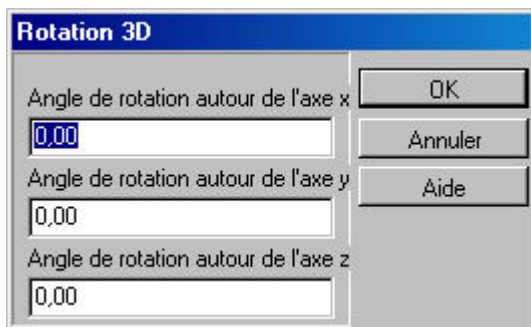 Rotation 3D
Angle de rotation autour de l'axe x
0,00
Angle de rotation autour de l'axe y
0,00
Angle de rotation autour de l'axe z
0,00
OK
Annuler
Aide